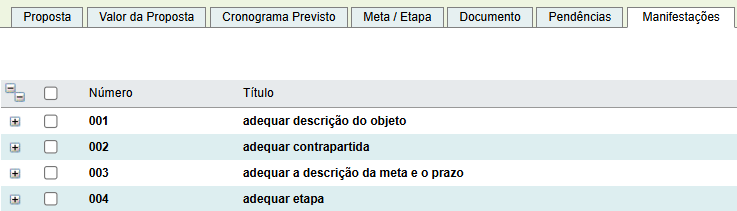 Proposta Valor da Proposta Cronograma Previsto Meta / Etapa Documento Pendências Manifestações
Número Título
001 adequar descrição do objeto
002 adequar contrapartida
003 adequar a descrição da meta e o prazo
004 adequar etapa